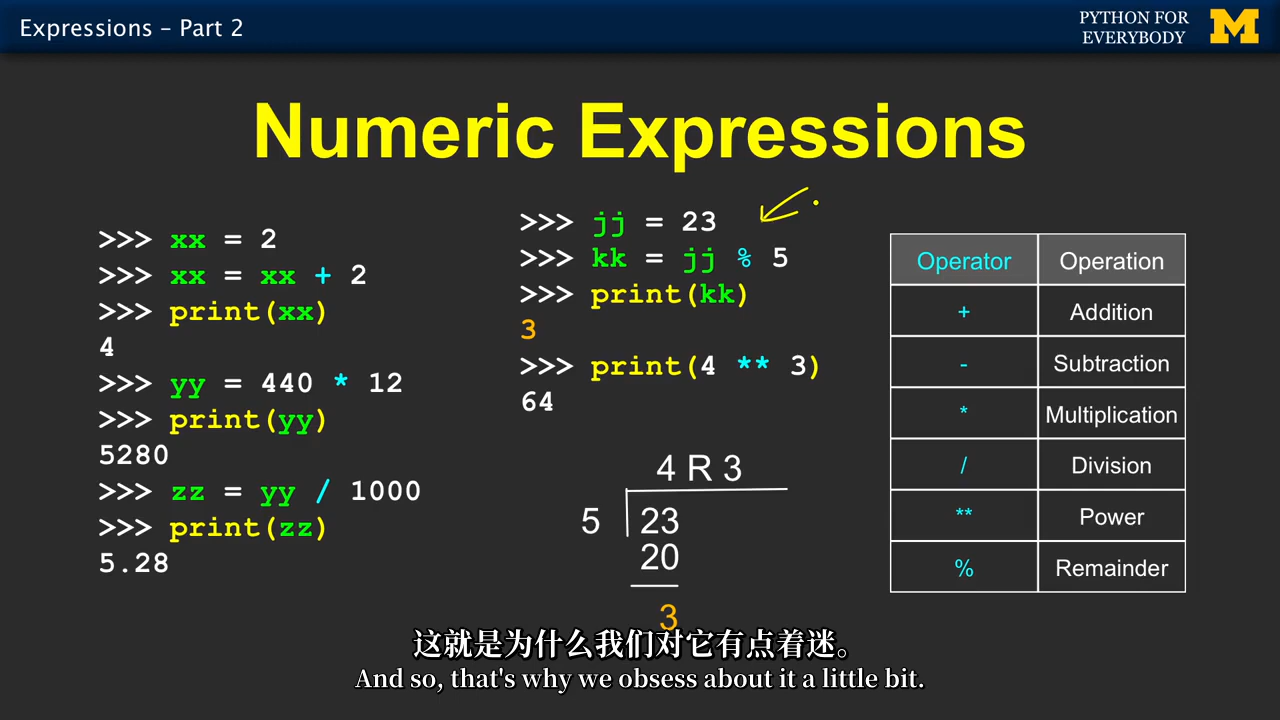 Expressions – Part 2
PYTHON FOR
EVERYBODY
M
Numeric Expressions
>>> xx = 2
>>> xx = xx + 2
>>> print(xx)
4
>>> yy = 440 * 12
>>> print(yy)
5280
>>> zz = yy / 1000
>>> print(zz)
5.28
>>> jj = 23
>>> kk = jj % 5
>>> print(kk)
3
>>> print(4 ** 3)
64
4 R 3
5 23
20
3
Operator Operation
+ Addition
- Subtraction
* Multiplication
/ Division
** Power
% Remainder
这就是为什么我们对它有点着迷。
And so, that's why we obsess about it a little bit.